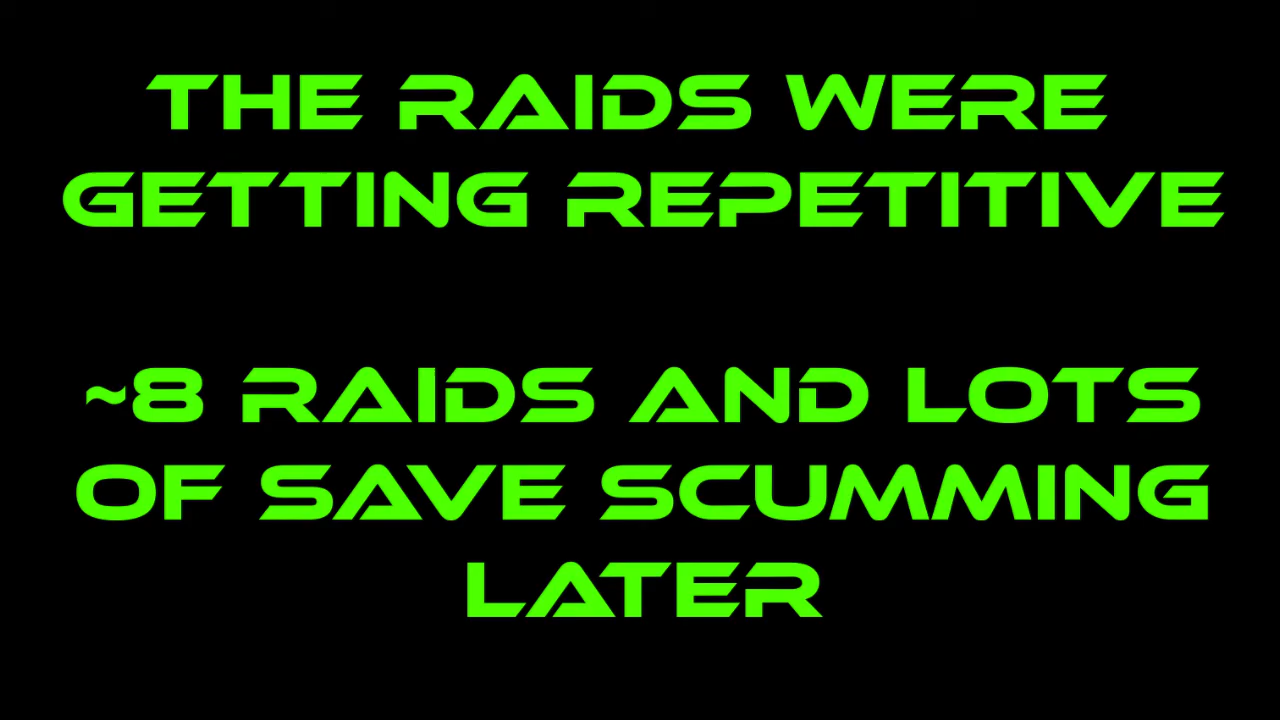 THE RAIDS WERE
GETTING REPETITIVE
~8 RAIDS AND LOTS
OF SAVE SCUMMING
LATER